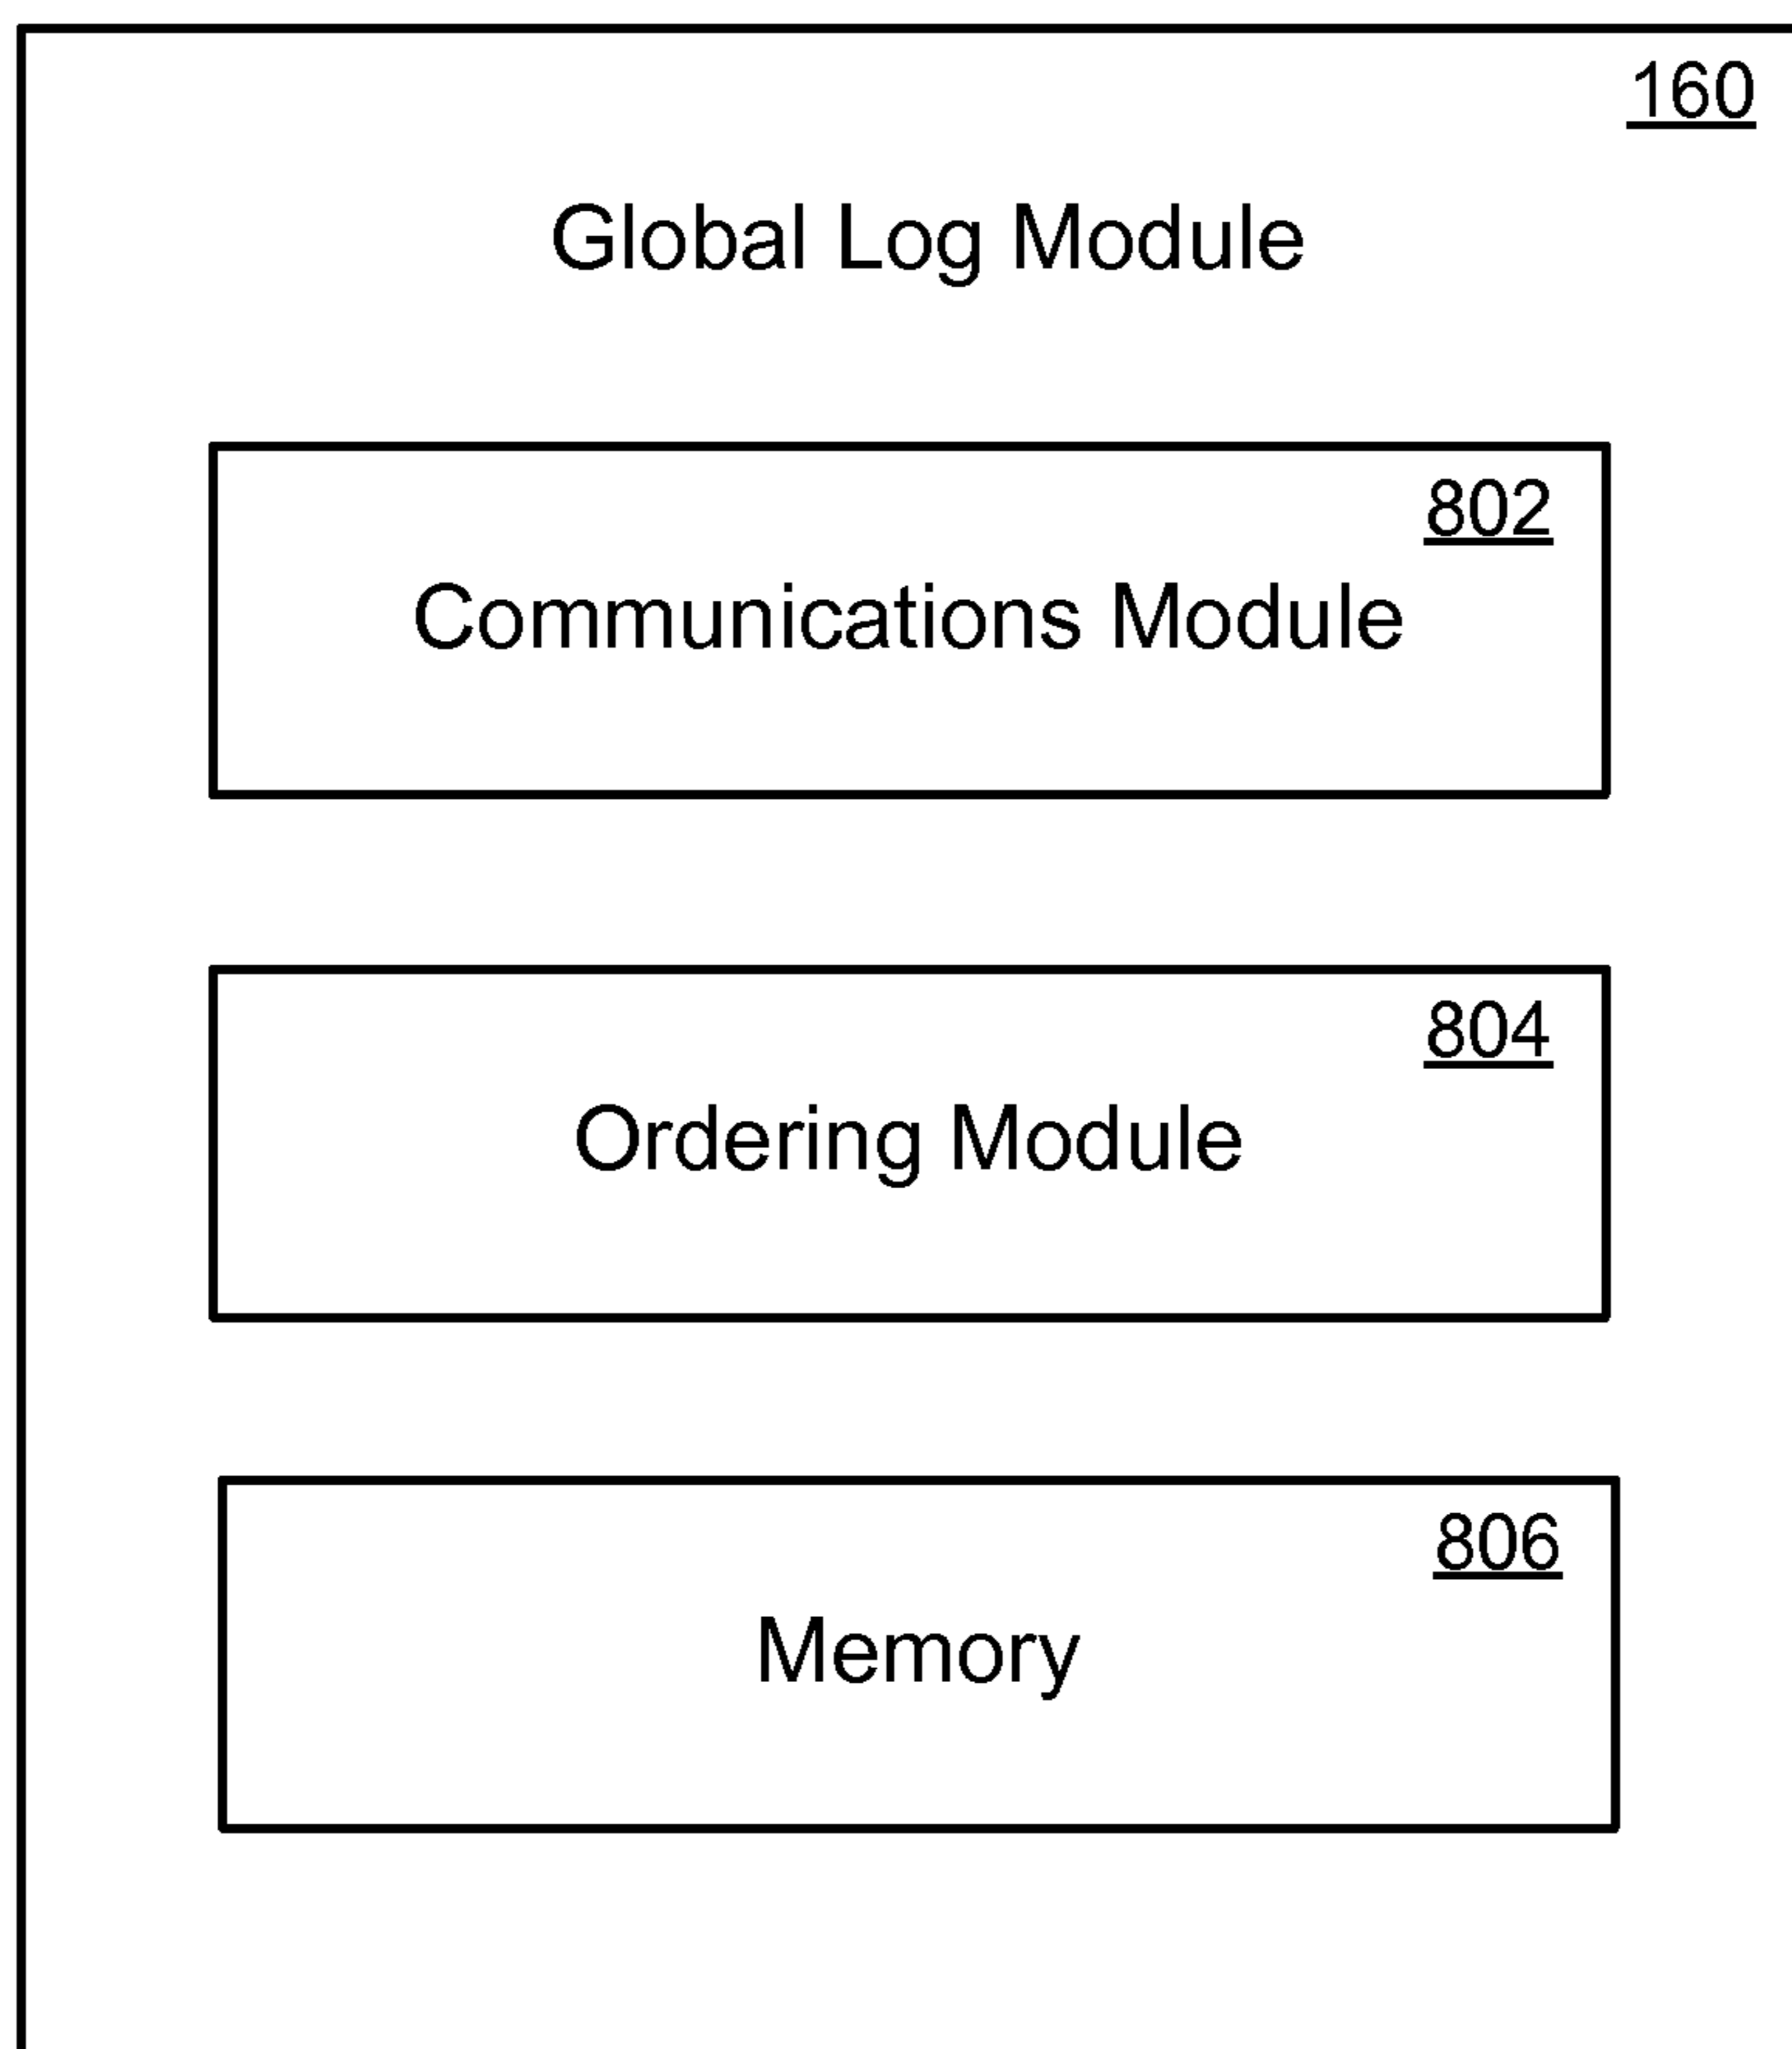 160
Global Log Module
802
Communications Module
804
Ordering Module
806
Memory